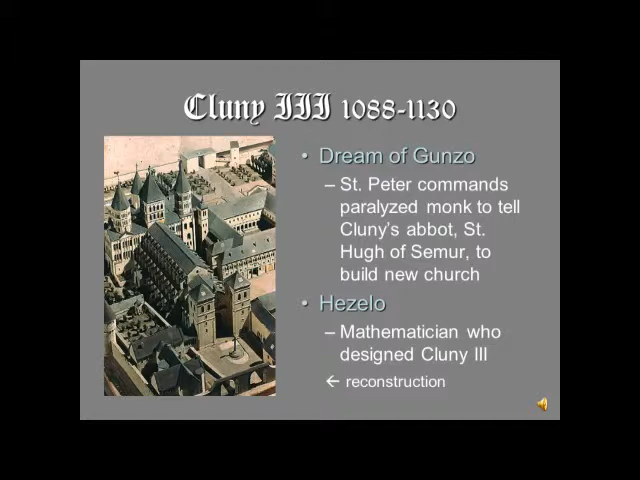 Cluny III 1088-1130
• Dream of Gunzo
– St. Peter commands
paralyzed monk to tell
Cluny's abbot, St.
Hugh of Semur, to
build new church
• Hezelo
– Mathematician who
designed Cluny III
← reconstruction